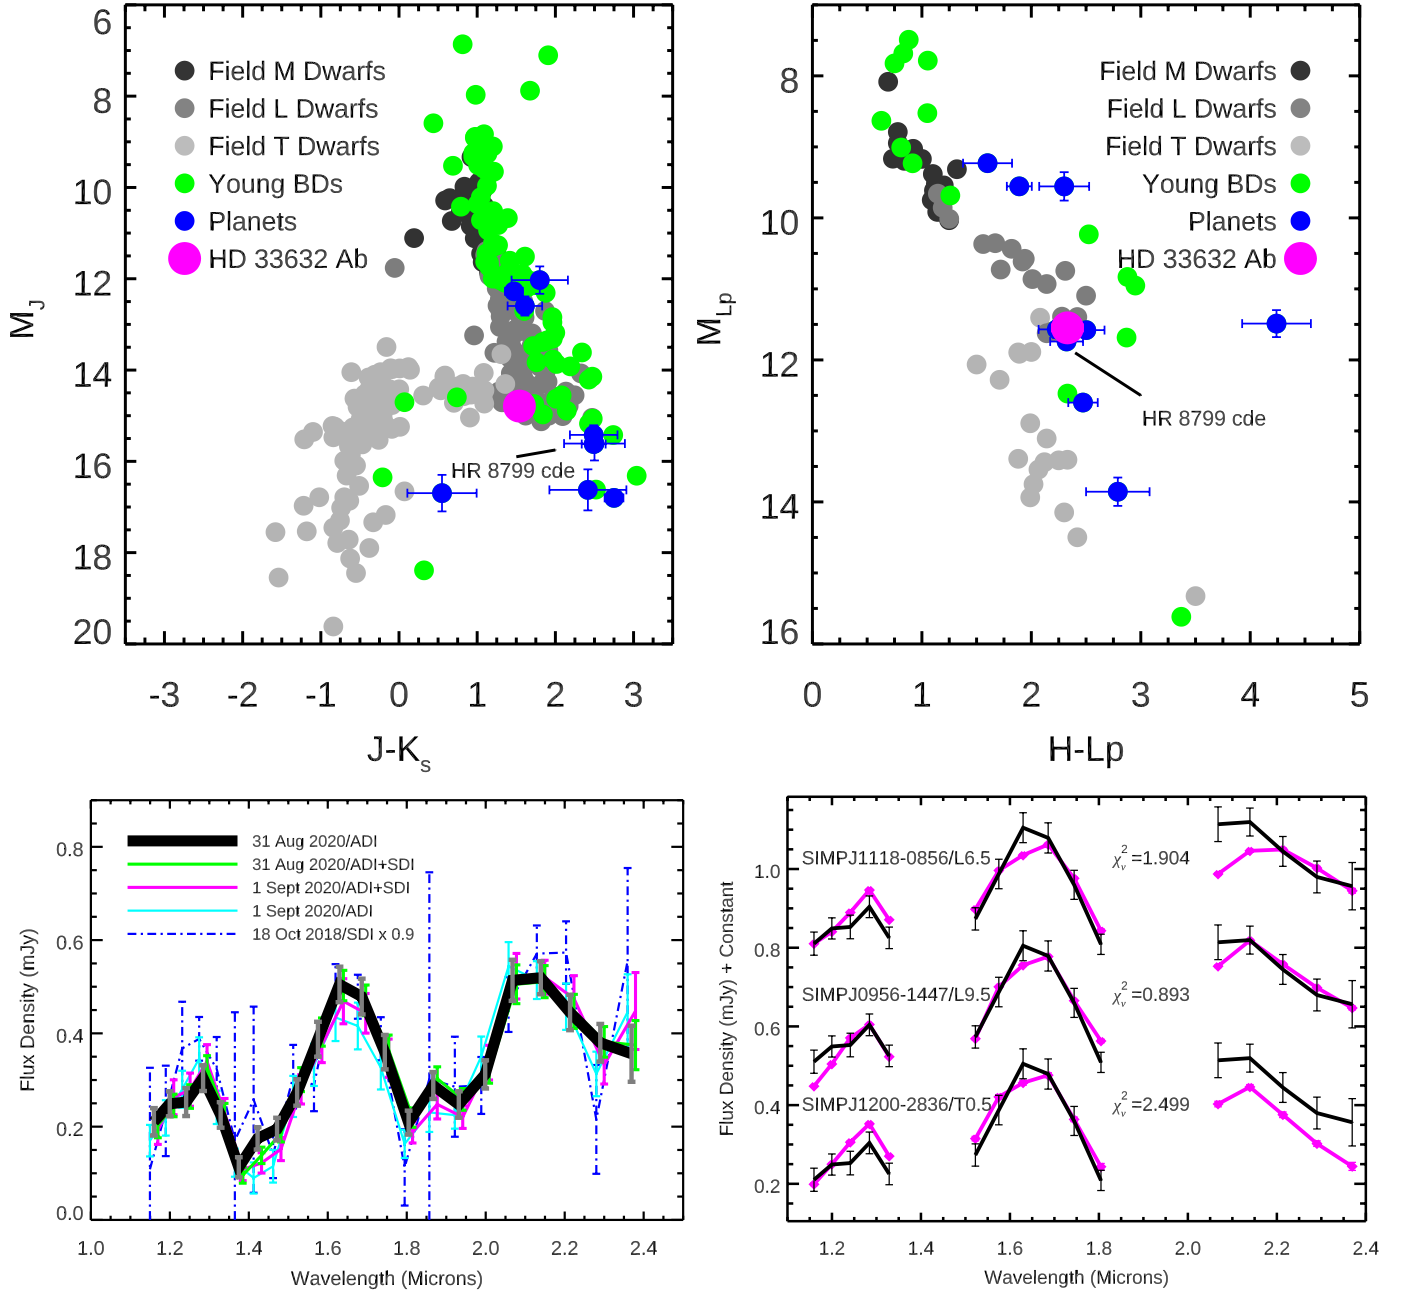 6
8
10
12
14
16
18
20
M_J
Field M Dwarfs
Field L Dwarfs
Field T Dwarfs
Young BDs
Planets
HD 33632 Ab
HR 8799 cde
-3 -2 -1 0 1 2 3
J-K_s
8
10
12
14
16
M_Lp
Field M Dwarfs
Field L Dwarfs
Field T Dwarfs
Young BDs
Planets
HD 33632 Ab
HR 8799 cde
0 1 2 3 4 5
H-Lp
0.8
0.6
0.4
0.2
0.0
Flux Density (mJy)
31 Aug 2020/ADI
31 Aug 2020/ADI+SDI
1 Sept 2020/ADI+SDI
1 Sept 2020/ADI
18 Oct 2018/SDI x 0.9
1.0 1.2 1.4 1.6 1.8 2.0 2.2 2.4
Wavelength (Microns)
1.0
0.8
0.6
0.4
0.2
Flux Density (mJy) + Constant
SIMPJ1118-0856/L6.5 χ_ν^2=1.904
SIMPJ0956-1447/L9.5 χ_ν^2=0.893
SIMPJ1200-2836/T0.5 χ_ν^2=2.499
1.2 1.4 1.6 1.8 2.0 2.2 2.4
Wavelength (Microns)